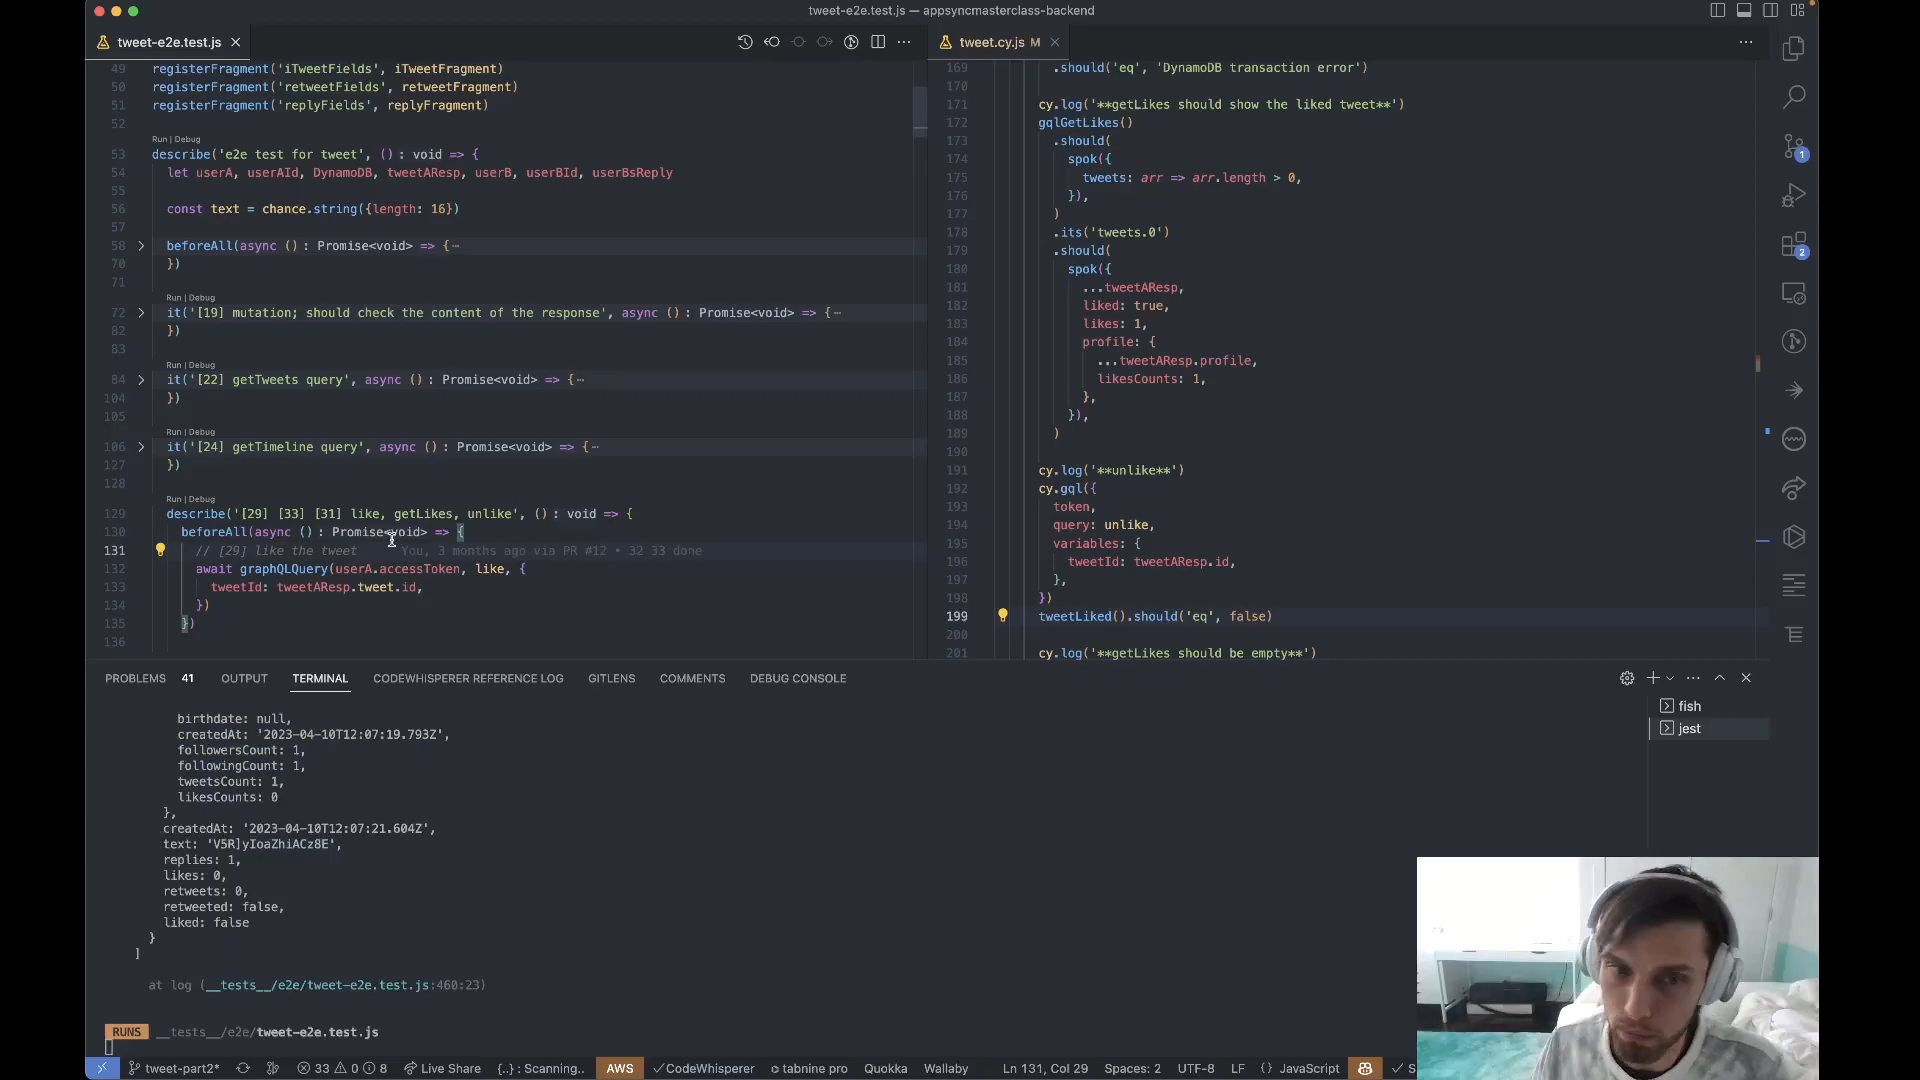 tweet-e2e.test.js — appsyncmasterclass-backend
tweet-e2e.test.js
49 registerFragment('iTweetFields', iTweetFragment)
50 registerFragment('retweetFields', retweetFragment)
51 registerFragment('replyFields', replyFragment)
52
Run | Debug
53 describe('e2e test for tweet', (): void => {
54 let userA, userAId, DynamoDB, tweetAResp, userB, userBId, userBsReply
55
56 const text = chance.string({length: 16})
57
58 beforeAll(async (): Promise<void> => {⋯
70 })
71
Run | Debug
72 it('[19] mutation; should check the content of the response', async (): Promise<void> => {⋯
82 })
83
Run | Debug
84 it('[22] getTweets query', async (): Promise<void> => {⋯
104 })
105
Run | Debug
106 it('[24] getTimeline query', async (): Promise<void> => {⋯
127 })
128
Run | Debug
129 describe('[29] [33] [31] like, getLikes, unlike', (): void => {
130 beforeAll(async (): Promise<void> => {
131 // [29] like the tweet You, 3 months ago via PR #12 • 32 33 done
132 await graphQLQuery(userA.accessToken, like, {
133 tweetId: tweetAResp.tweet.id,
134 })
135 })
136
tweet.cy.js M
169 .should('eq', 'DynamoDB transaction error')
170
171 cy.log('**getLikes should show the liked tweet**')
172 gqlGetLikes()
173 .should(
174 spok({
175 tweets: arr => arr.length > 0,
176 }),
177 )
178 .its('tweets.0')
179 .should(
180 spok({
181 ...tweetAResp,
182 liked: true,
183 likes: 1,
184 profile: {
185 ...tweetAResp.profile,
186 likesCounts: 1,
187 },
188 }),
189 )
190
191 cy.log('**unlike**')
192 cy.gql({
193 token,
194 query: unlike,
195 variables: {
196 tweetId: tweetAResp.id,
197 },
198 })
199 tweetLiked().should('eq', false)
200
201 cy.log('**getLikes should be empty**')
1
2
PROBLEMS 41 OUTPUT TERMINAL CODEWHISPERER REFERENCE LOG GITLENS COMMENTS DEBUG CONSOLE
fish
jest
birthdate: null,
createdAt: '2023-04-10T12:07:19.793Z',
followersCount: 1,
followingCount: 1,
tweetsCount: 1,
likesCounts: 0
},
createdAt: '2023-04-10T12:07:21.604Z',
text: 'V5R]yIoaZhiACz8E',
replies: 1,
likes: 0,
retweets: 0,
retweeted: false,
liked: false
}
]
at log (__tests__/e2e/tweet-e2e.test.js:460:23)
RUNS __tests__/e2e/tweet-e2e.test.js
tweet-part2* 33 0 8 Live Share {..}: Scanning.. AWS CodeWhisperer tabnine pro Quokka Wallaby Ln 131, Col 29 Spaces: 2 UTF-8 LF {} JavaScript S